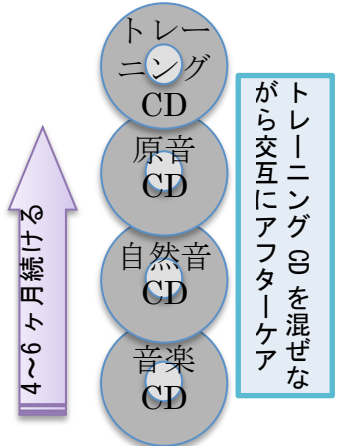 トレー
ニング
CD
原音
CD
自然音
CD
音楽
CD
トレーニング CD を混ぜな
がら交互にアフターケア
4～6 ヶ月続ける